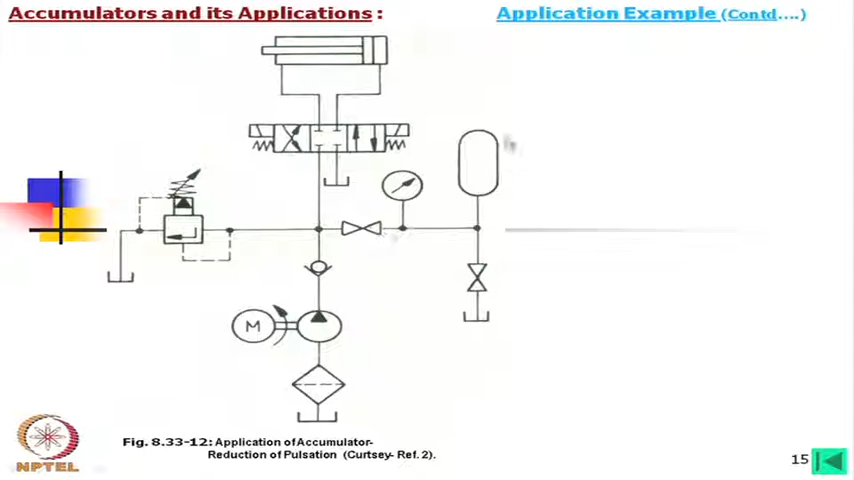 Accumulators and its Applications :
Application Example (Contd....)
M
Fig. 8.33-12: Application of Accumulator-
Reduction of Pulsation (Curtsey- Ref. 2).
NPTEL
15